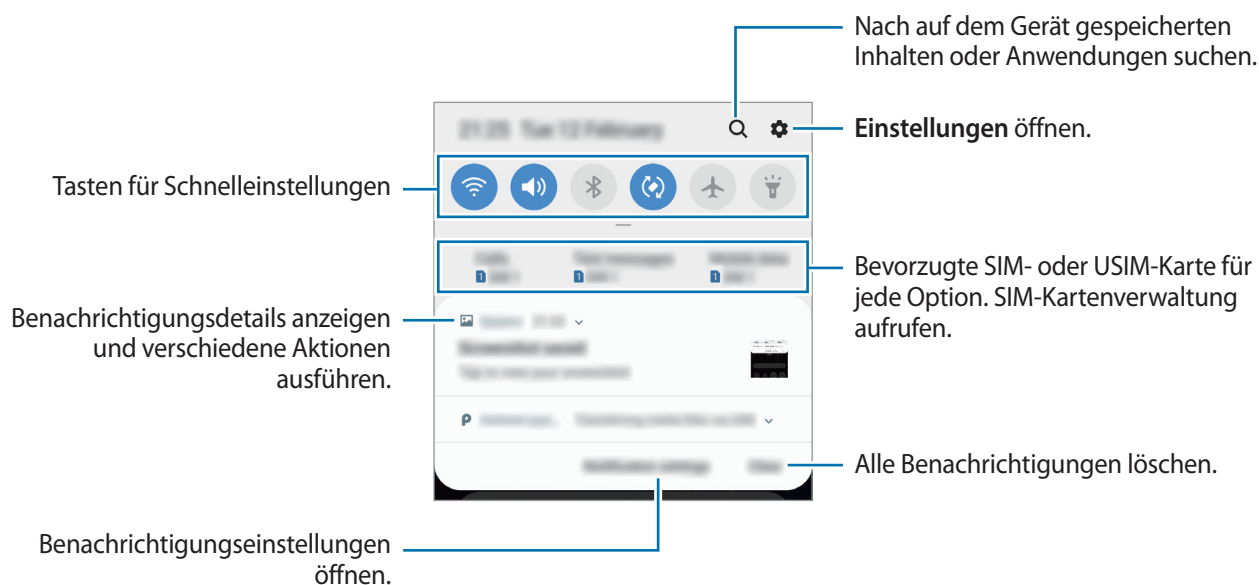 Nach auf dem Gerät gespeicherten
Inhalten oder Anwendungen suchen.
Einstellungen öffnen.
Tasten für Schnelleinstellungen
Bevorzugte SIM- oder USIM-Karte für
jede Option. SIM-Kartenverwaltung
aufrufen.
Benachrichtigungsdetails anzeigen
und verschiedene Aktionen
ausführen.
Alle Benachrichtigungen löschen.
Benachrichtigungseinstellungen
öffnen.